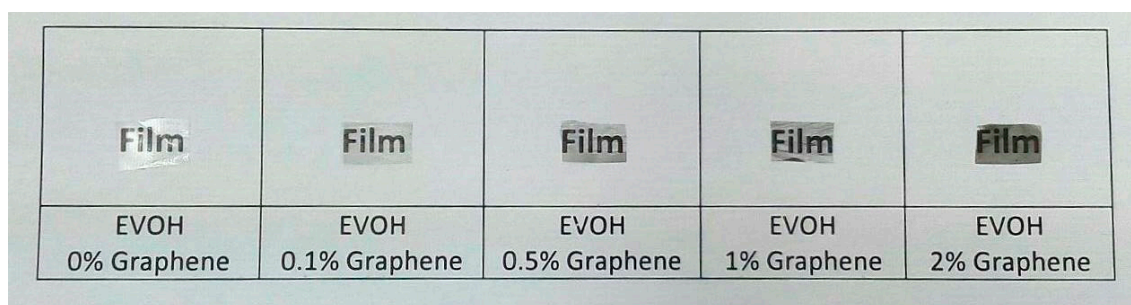 Film Film Film Film Film
EVOH EVOH EVOH EVOH EVOH
0% Graphene 0.1% Graphene 0.5% Graphene 1% Graphene 2% Graphene